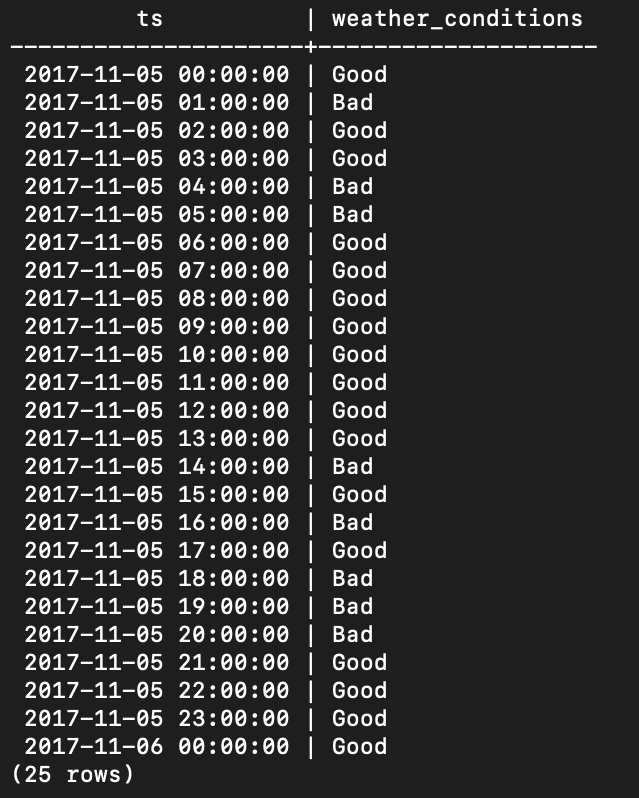 ts          | weather_conditions
---------------------+--------------------
 2017-11-05 00:00:00 | Good
 2017-11-05 01:00:00 | Bad
 2017-11-05 02:00:00 | Good
 2017-11-05 03:00:00 | Good
 2017-11-05 04:00:00 | Bad
 2017-11-05 05:00:00 | Bad
 2017-11-05 06:00:00 | Good
 2017-11-05 07:00:00 | Good
 2017-11-05 08:00:00 | Good
 2017-11-05 09:00:00 | Good
 2017-11-05 10:00:00 | Good
 2017-11-05 11:00:00 | Good
 2017-11-05 12:00:00 | Good
 2017-11-05 13:00:00 | Good
 2017-11-05 14:00:00 | Bad
 2017-11-05 15:00:00 | Good
 2017-11-05 16:00:00 | Bad
 2017-11-05 17:00:00 | Good
 2017-11-05 18:00:00 | Bad
 2017-11-05 19:00:00 | Bad
 2017-11-05 20:00:00 | Bad
 2017-11-05 21:00:00 | Good
 2017-11-05 22:00:00 | Good
 2017-11-05 23:00:00 | Good
 2017-11-06 00:00:00 | Good
(25 rows)